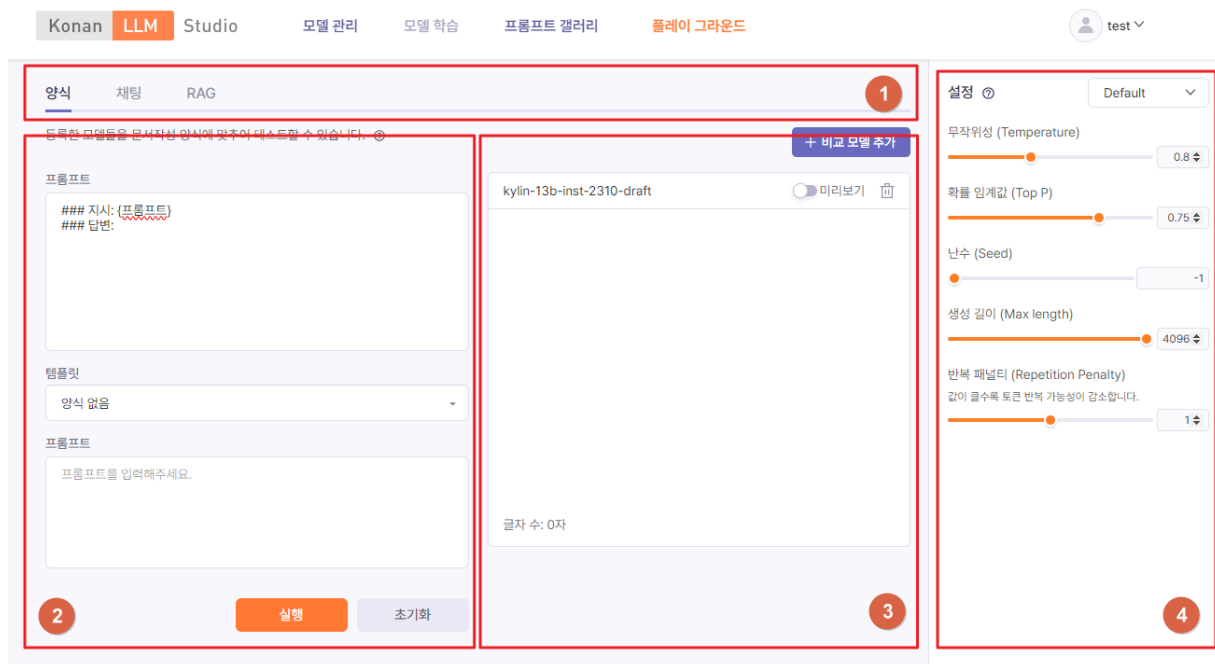 Konan LLM Studio 모델 관리 모델 학습 프롬프트 갤러리 플레이 그라운드 test
양식 채팅 RAG 1
등록한 모델들을 문서작성 양식에 맞추어 테스트할 수 있습니다.
+ 비교 모델 추가
프롬프트
### 지시: {프롬프트}
### 답변:
템플릿
양식 없음
프롬프트
프롬프트를 입력해주세요.
2 실행 초기화
kylin-13b-inst-2310-draft 미리보기
글자 수: 0자
3
설정 Default
무작위성 (Temperature)
0.8
확률 임계값 (Top P)
0.75
난수 (Seed)
-1
생성 길이 (Max length)
4096
반복 패널티 (Repetition Penalty)
값이 클수록 토큰 반복 가능성이 감소합니다.
1
4